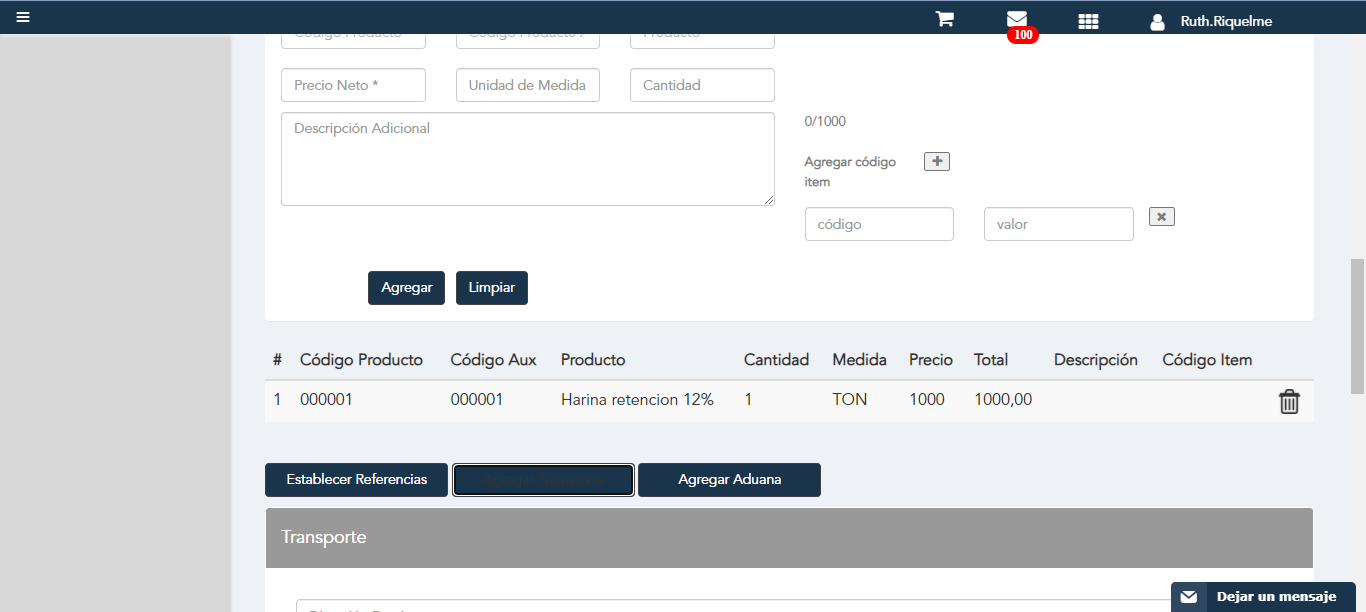 Ruth.Riquelme
100
Precio Neto * Unidad de Medida Cantidad
Descripción Adicional
0/1000
Agregar código
item
código valor
Agregar Limpiar
# Código Producto Código Aux Producto Cantidad Medida Precio Total Descripción Código Item
1 000001 000001 Harina retencion 12% 1 TON 1000 1000,00
Establecer Referencias Agregar Aduana
Transporte
Dejar un mensaje